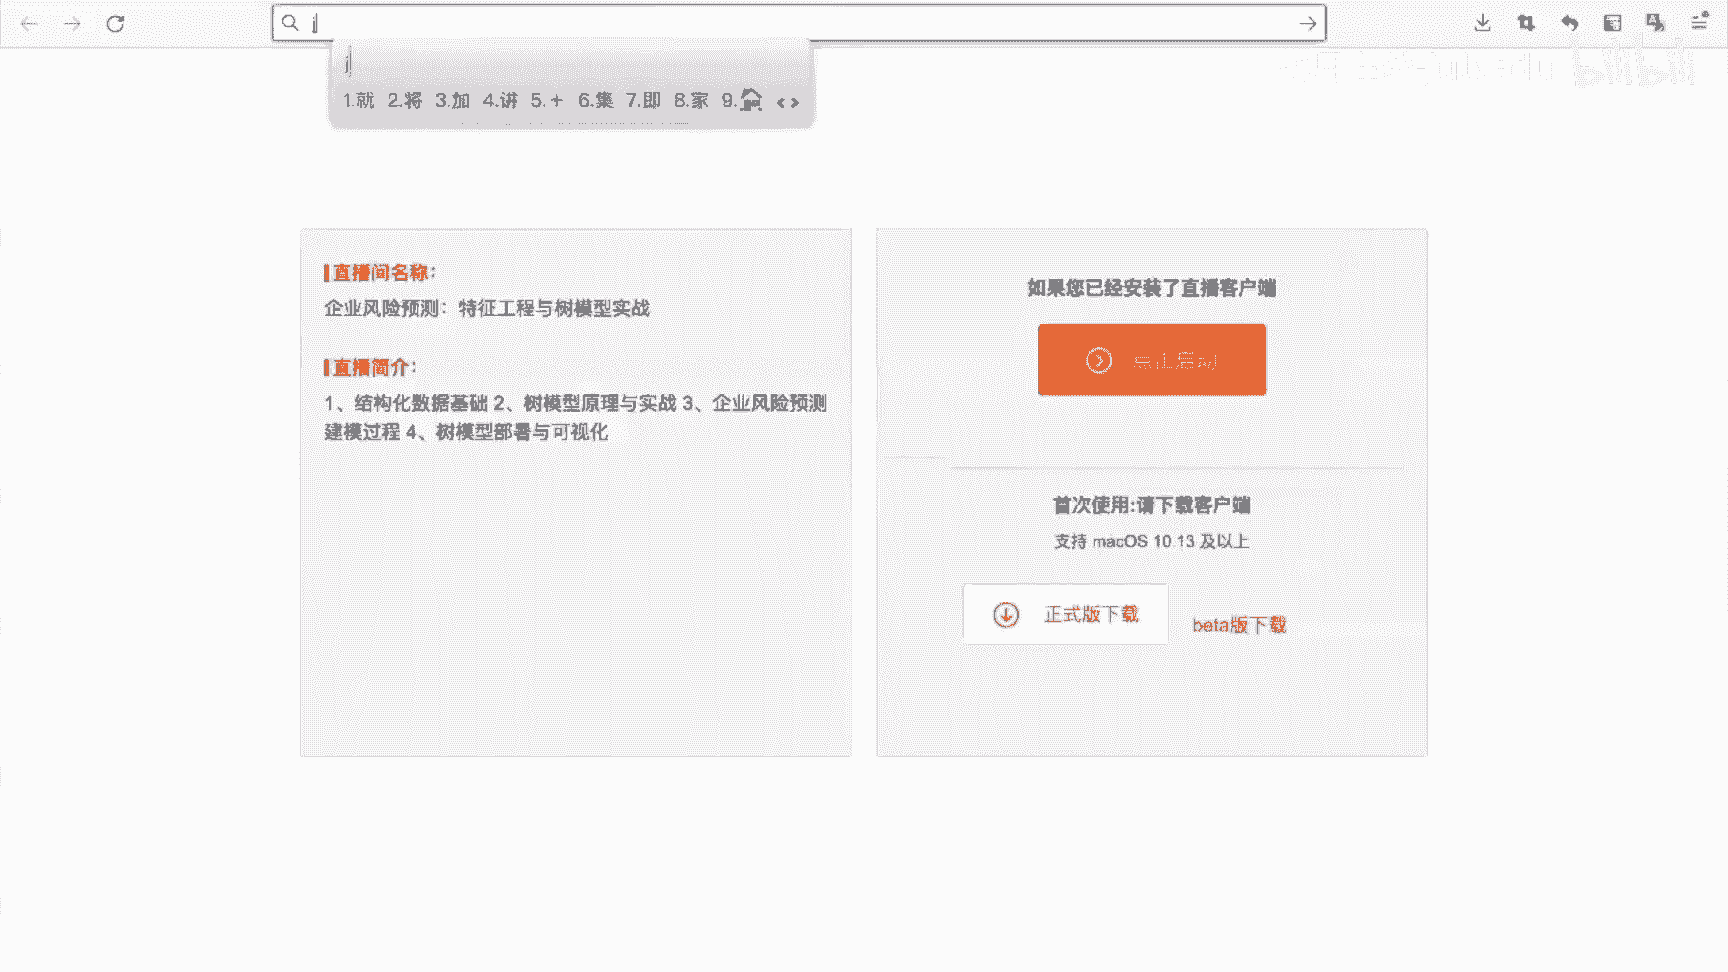 j
j
1.就 2.将 3.加 4.讲 5.+ 6.集 7.即 8.家 9.
直播间名称：
企业风险预测：特征工程与树模型实战
直播简介：
1、结构化数据基础 2、树模型原理与实战 3、企业风险预测
建模过程 4、树模型部署与可视化
如果您已经安装了直播客户端
首次使用:请下载客户端
支持 macOS 10.13 及以上
正式版下载
beta版下载
bilibili